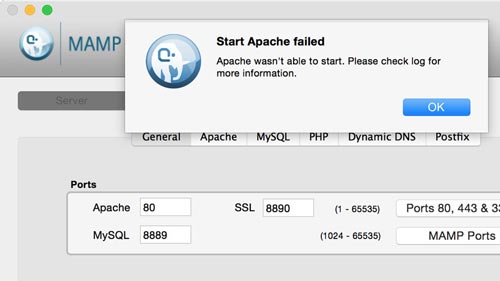 MAMP
Start Apache failed
Apache wasn't able to start. Please check log for
more information.
OK
Server
General Apache MySQL PHP Dynamic DNS Postfix
Ports
Apache 80 SSL 8890 (1 - 65535) Ports 80, 443 &
MySQL 8889 (1024 - 65535) MAMP Ports